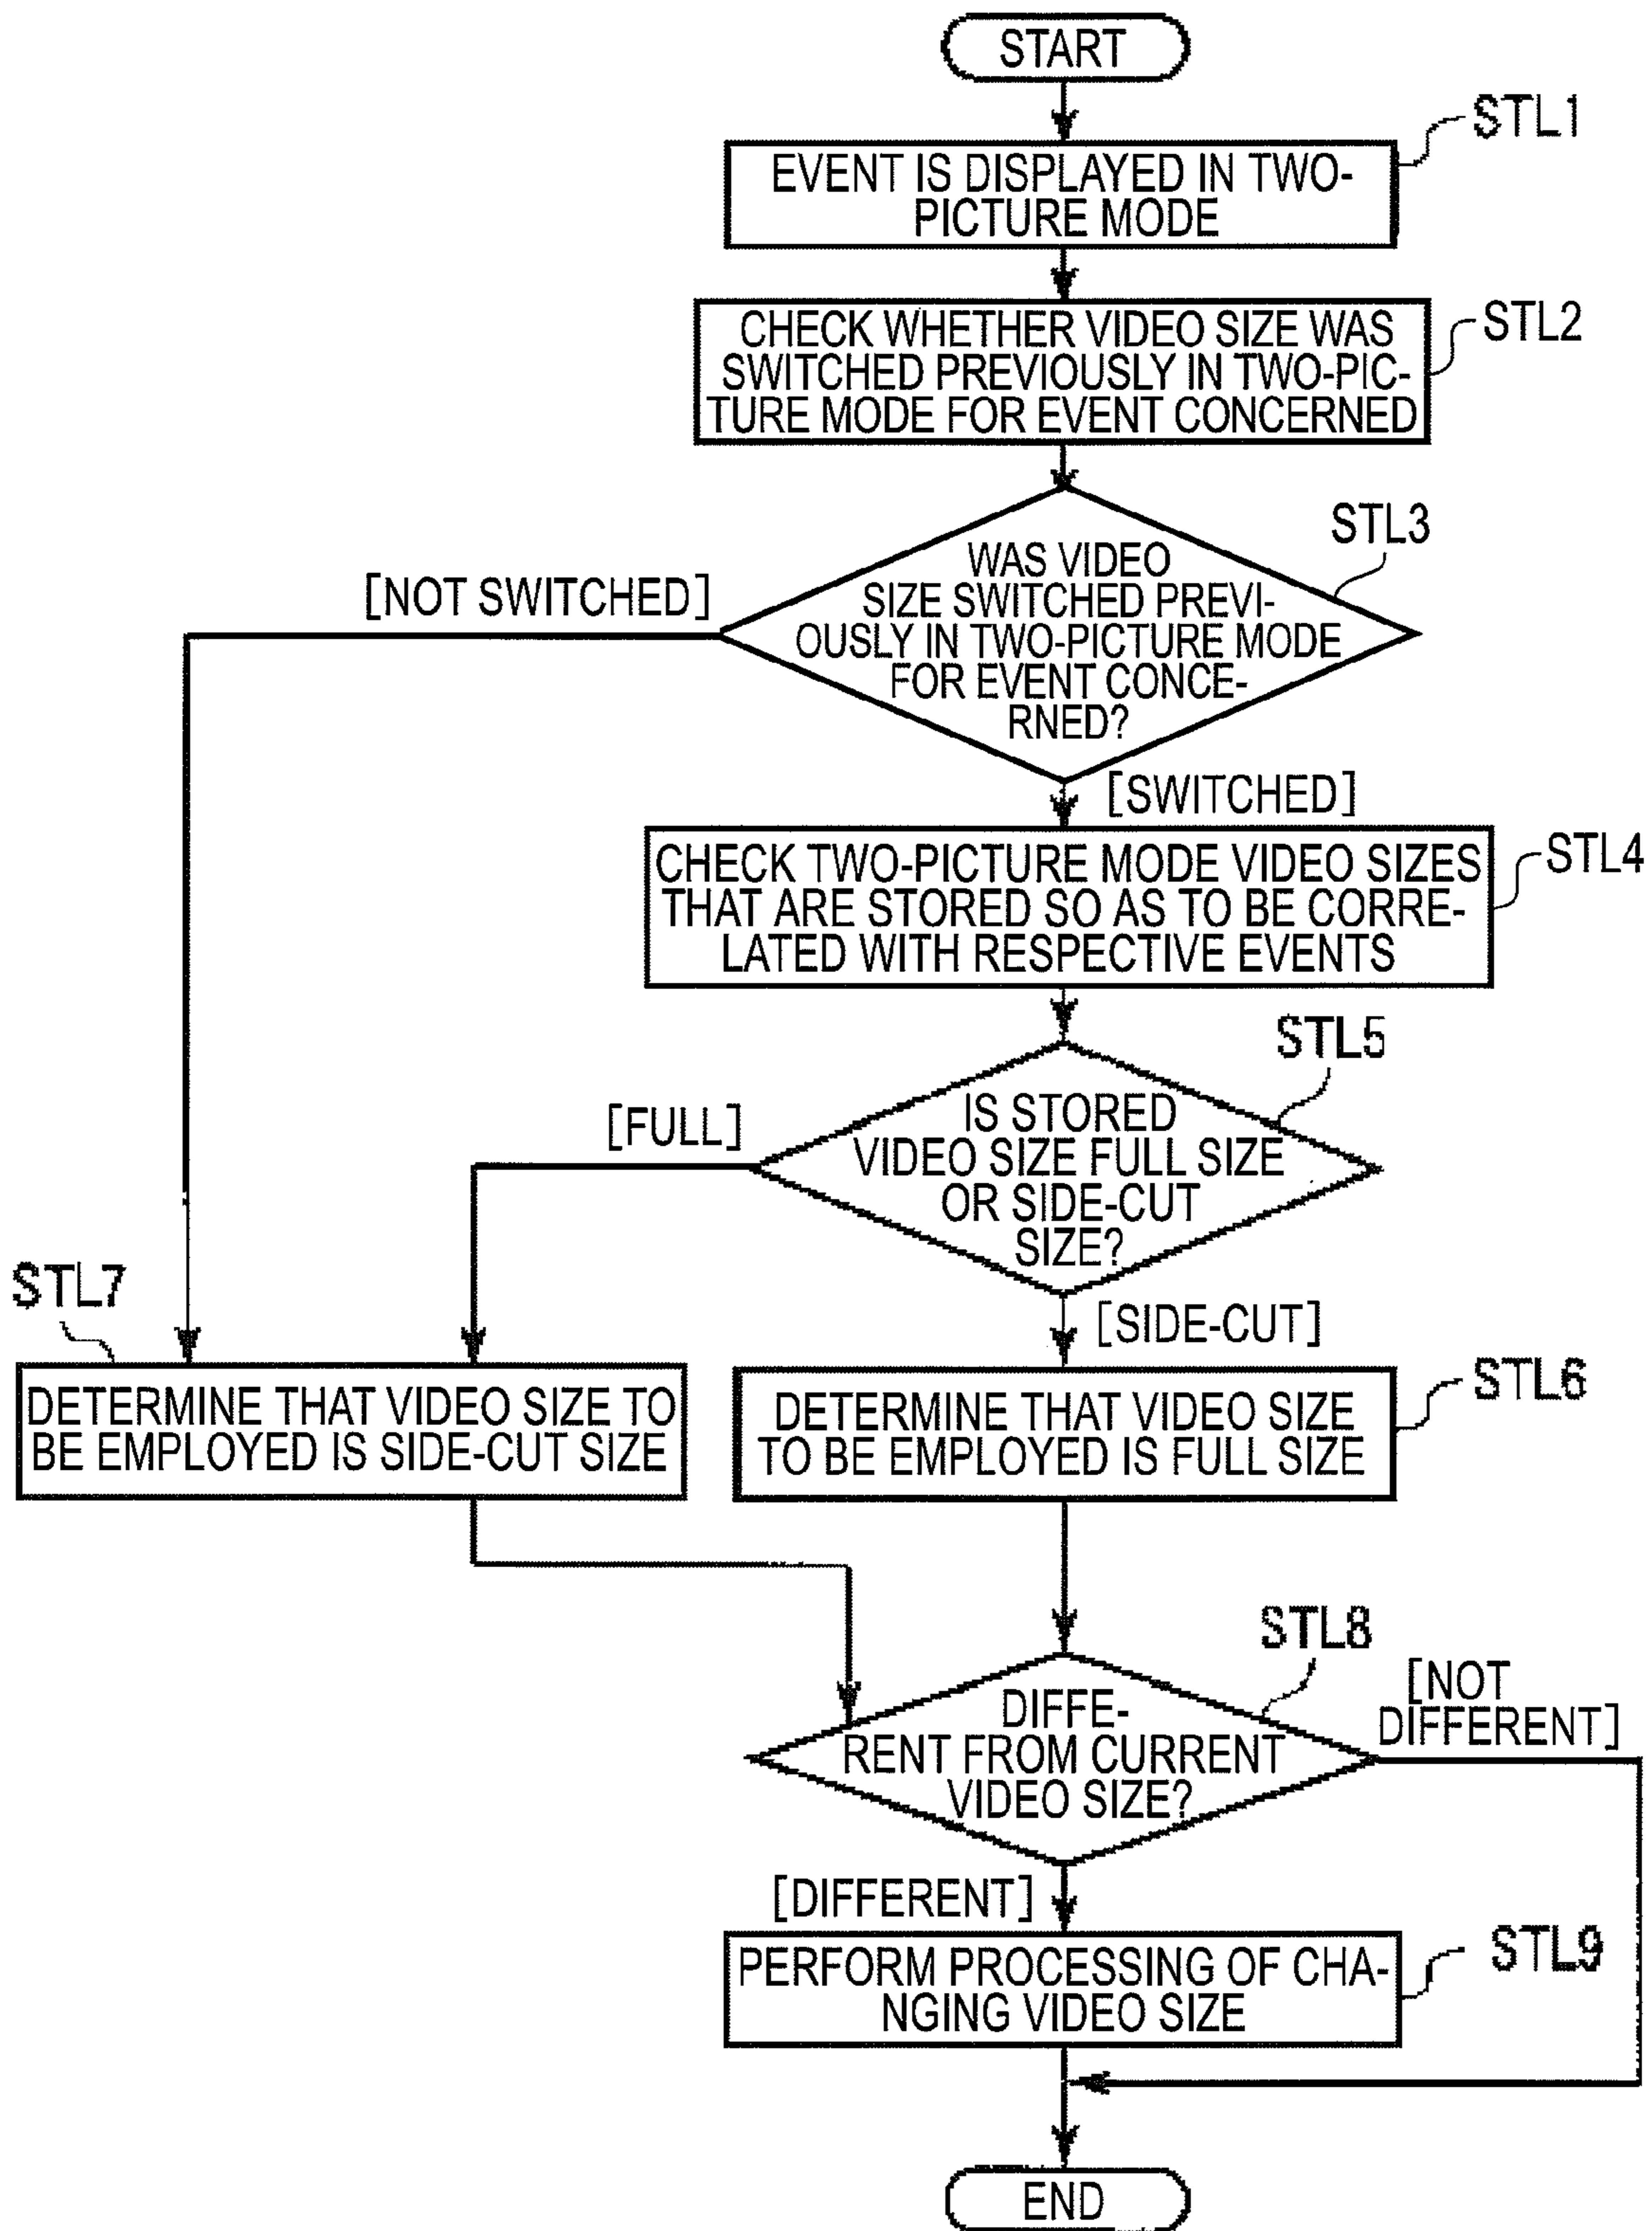 START
STL1
EVENT IS DISPLAYED IN TWO-
PICTURE MODE
STL2
CHECK WHETHER VIDEO SIZE WAS
SWITCHED PREVIOUSLY IN TWO-PIC-
TURE MODE FOR EVENT CONCERNED
STL3
WAS VIDEO
SIZE SWITCHED PREVI-
OUSLY IN TWO-PICTURE MODE
FOR EVENT CONCE-
RNED?
[NOT SWITCHED]
[SWITCHED]
STL4
CHECK TWO-PICTURE MODE VIDEO SIZES
THAT ARE STORED SO AS TO BE CORRE-
LATED WITH RESPECTIVE EVENTS
STL5
IS STORED
VIDEO SIZE FULL SIZE
OR SIDE-CUT
SIZE?
[FULL]
[SIDE-CUT]
STL7
DETERMINE THAT VIDEO SIZE TO
BE EMPLOYED IS SIDE-CUT SIZE
STL6
DETERMINE THAT VIDEO SIZE
TO BE EMPLOYED IS FULL SIZE
STL8
DIFFE-
RENT FROM CURRENT
VIDEO SIZE?
[NOT
DIFFERENT]
[DIFFERENT]
STL9
PERFORM PROCESSING OF CHA-
NGING VIDEO SIZE
END